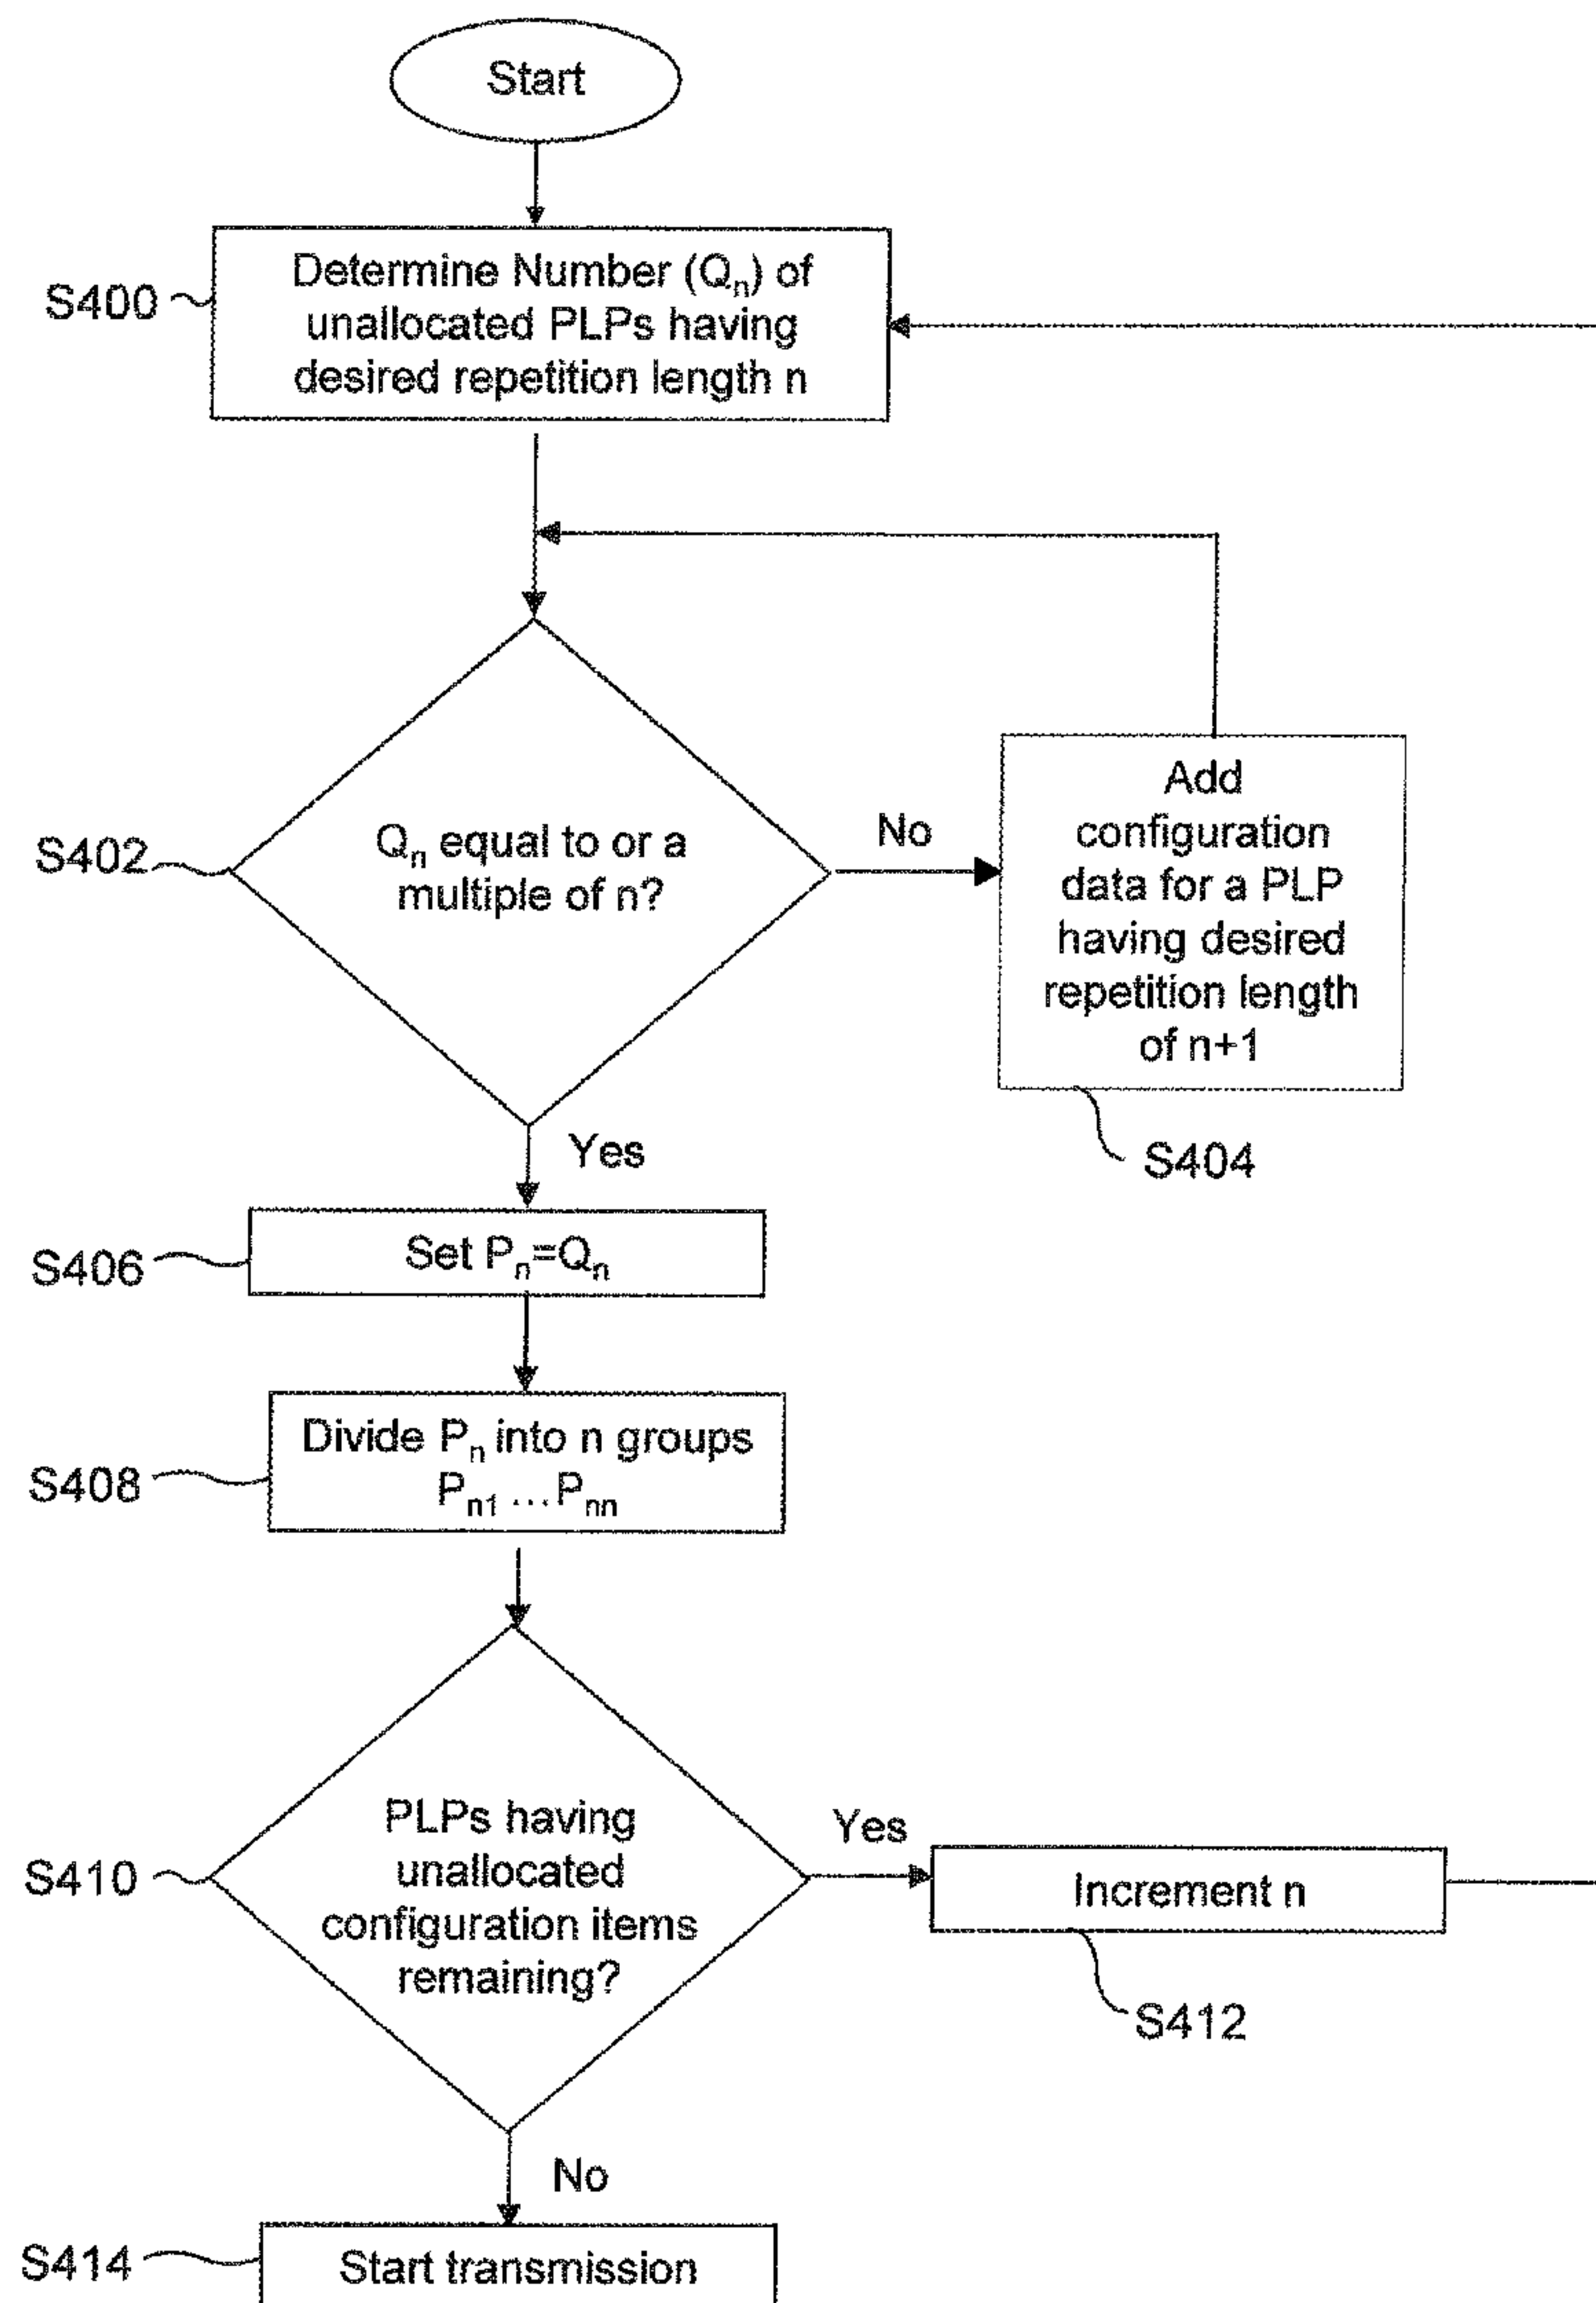 Start
S400
Determine Number (Qn) of
unallocated PLPs having
desired repetition length n
S402
Qn equal to or a
multiple of n?
No
Add
configuration
data for a PLP
having desired
repetition length
of n+1
S404
Yes
S406
Set Pn=Qn
S408
Divide Pn into n groups
Pn1 ...Pnn
S410
PLPs having
unallocated
configuration items
remaining?
Yes
Increment n
S412
No
S414
Start transmission